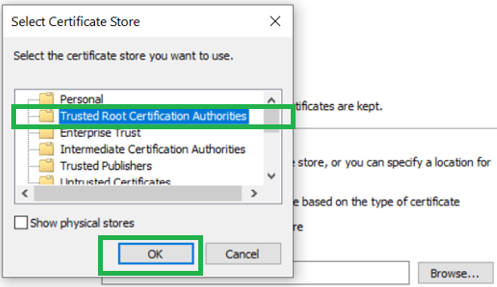 Select Certificate Store
Select the certificate store you want to use.
Personal
Trusted Root Certification Authorities
Enterprise Trust
Intermediate Certification Authorities
Trusted Publishers
Untrusted Certificates
Show physical stores
OK
Cancel
are kept.
store, or you can specify a location for
based on the type of certificate
Browse...